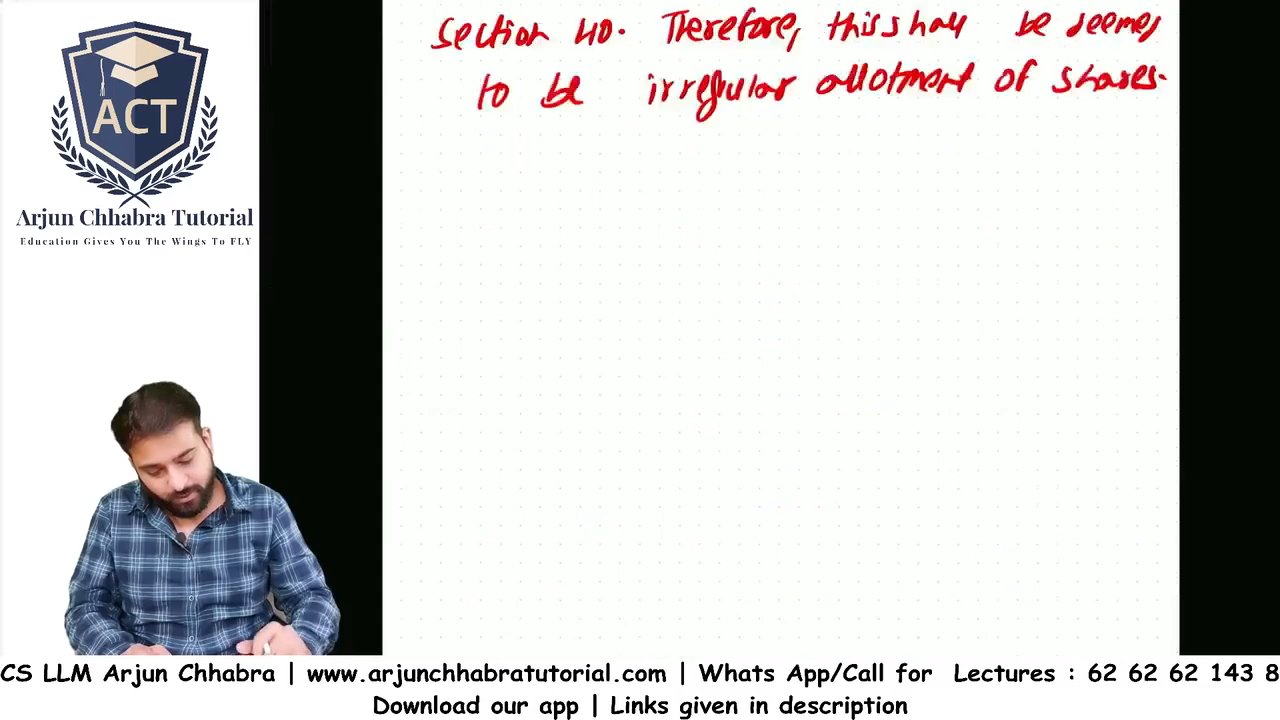 section 40. Therefore, this shall be seemes
to be irregular allotment of shares.
ACT
Arjun Chhabra Tutorial
Education Gives You The Wings To FLY
CS LLM Arjun Chhabra | www.arjunchhabratutorial.com | Whats App/Call for Lectures : 62 62 62 143 8
Download our app | Links given in description